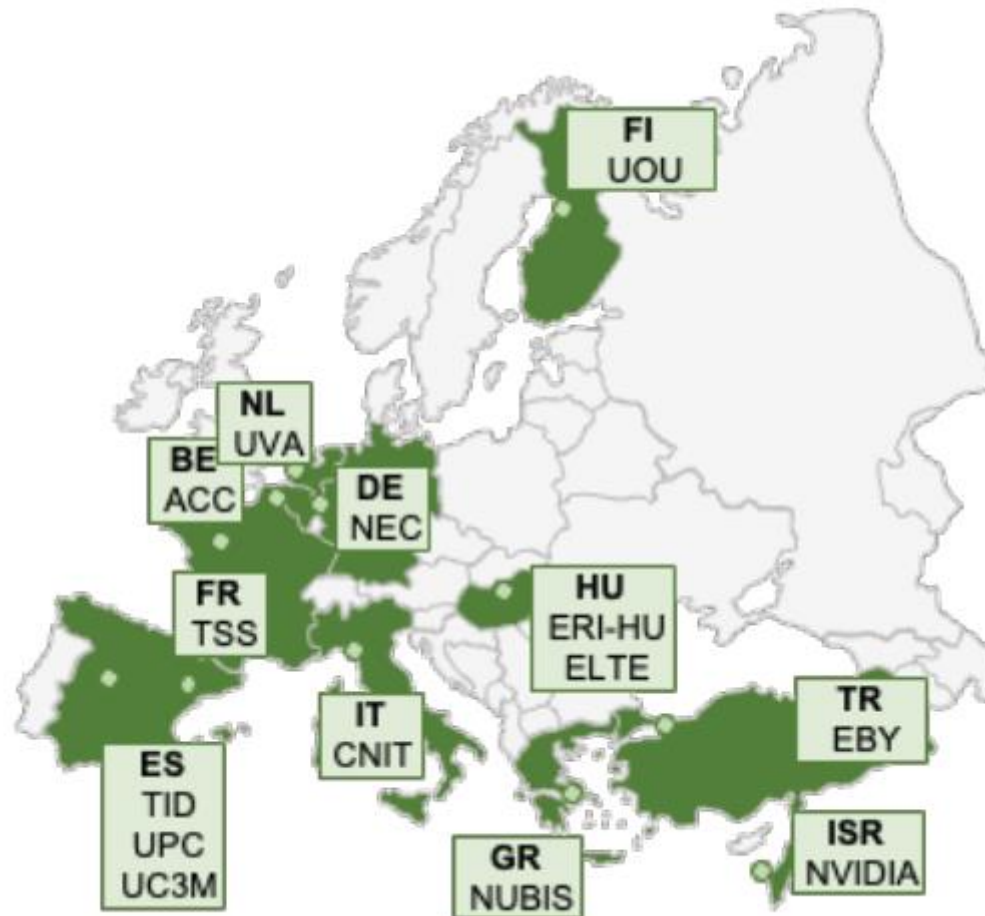 FI
UOU
NL
UVA
BE
ACC
DE
NEC
FR
TSS
HU
ERI-HU
ELTE
IT
CNIT
TR
EBY
ES
TID
UPC
UC3M
GR
NUBIS
ISR
NVIDIA